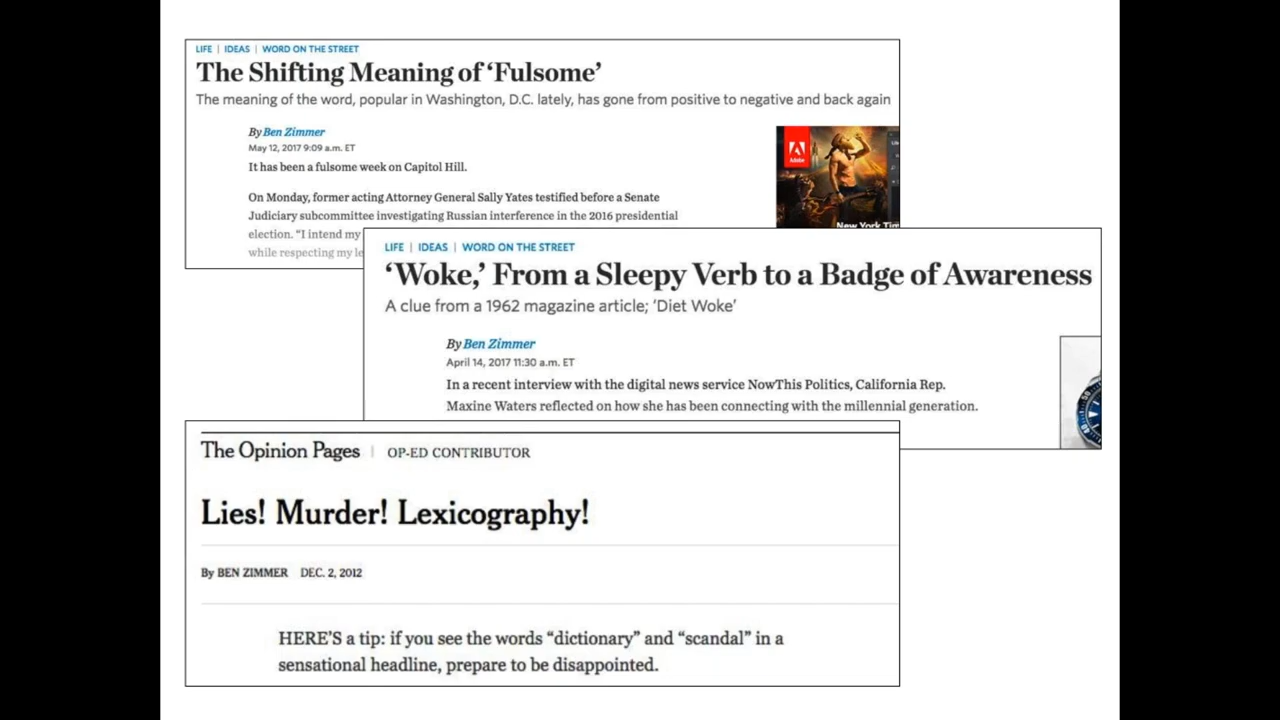 LIFE | IDEAS | WORD ON THE STREET
The Shifting Meaning of ‘Fulsome’
The meaning of the word, popular in Washington, D.C. lately, has gone from positive to negative and back again
By Ben Zimmer
May 12, 2017 9:09 a.m. ET
It has been a fulsome week on Capitol Hill.
On Monday, former acting Attorney General Sally Yates testified before a Senate
Judiciary subcommittee investigating Russian interference in the 2016 presidential
election. “I intend my
while respecting my le
Adobe
New York Tim
LIFE | IDEAS | WORD ON THE STREET
‘Woke,’ From a Sleepy Verb to a Badge of Awareness
A clue from a 1962 magazine article; ‘Diet Woke’
By Ben Zimmer
April 14, 2017 11:30 a.m. ET
In a recent interview with the digital news service NowThis Politics, California Rep.
Maxine Waters reflected on how she has been connecting with the millennial generation.
The Opinion Pages | OP-ED CONTRIBUTOR
Lies! Murder! Lexicography!
By BEN ZIMMER DEC. 2, 2012
HERE’S a tip: if you see the words “dictionary” and “scandal” in a
sensational headline, prepare to be disappointed.